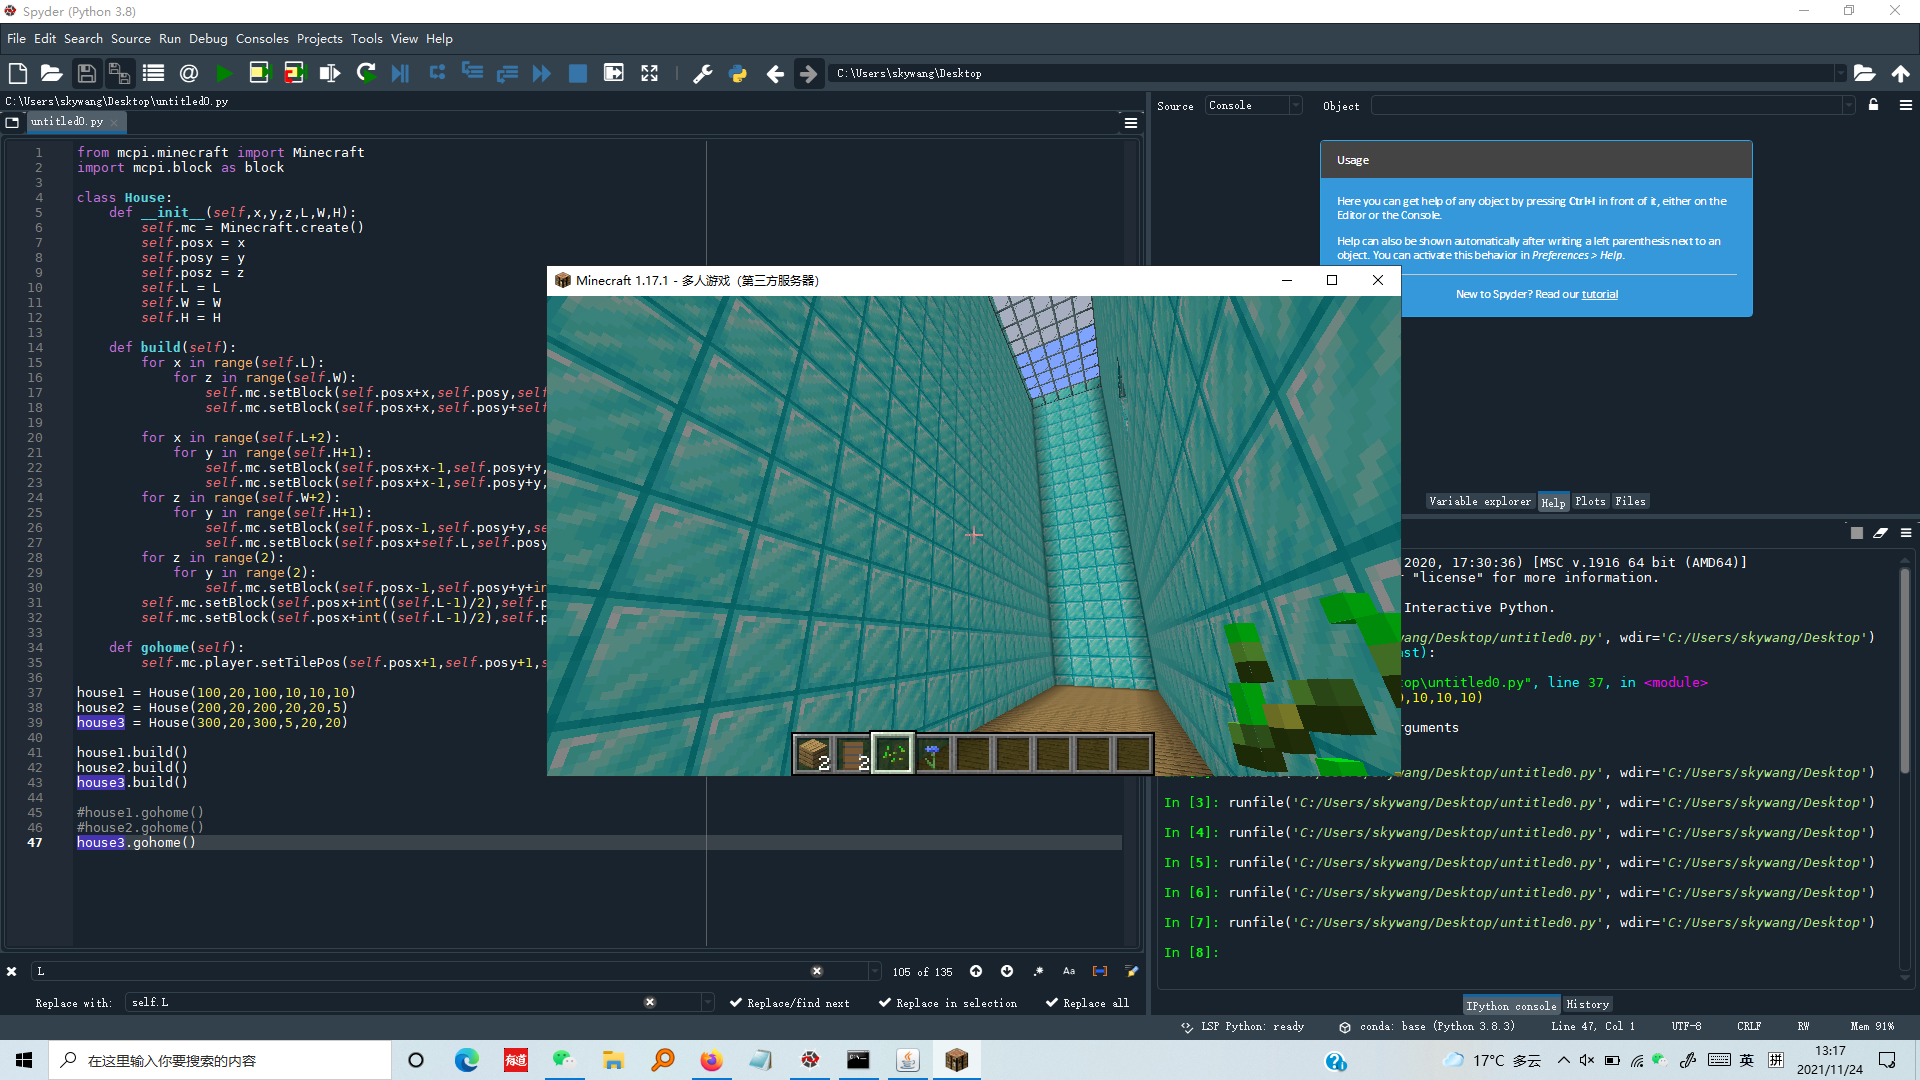 Spyder (Python 3.8)
File Edit Search Source Run Debug Consoles Projects Tools View Help
C:\Users\skywang\Desktop
C:\Users\skywang\Desktop\untitled0.py
untitled0.py
1 from mcpi.minecraft import Minecraft
2 import mcpi.block as block
3
4 class House:
5 def __init__(self,x,y,z,L,W,H):
6 self.mc = Minecraft.create()
7 self.posx = x
8 self.posy = y
9 self.posz = z
10 self.L = L
11 self.W = W
12 self.H = H
13
14 def build(self):
15 for x in range(self.L):
16 for z in range(self.W):
17 self.mc.setBlock(self.posx+x,self.posy,self
18 self.mc.setBlock(self.posx+x,self.posy+self
19
20 for x in range(self.L+2):
21 for y in range(self.H+1):
22 self.mc.setBlock(self.posx+x-1,self.posy+y,
23 self.mc.setBlock(self.posx+x-1,self.posy+y,
24 for z in range(self.W+2):
25 for y in range(self.H+1):
26 self.mc.setBlock(self.posx-1,self.posy+y,se
27 self.mc.setBlock(self.posx+self.L,self.posy
28 for z in range(2):
29 for y in range(2):
30 self.mc.setBlock(self.posx-1,self.posy+y+in
31 self.mc.setBlock(self.posx+int((self.L-1)/2),self.p
32 self.mc.setBlock(self.posx+int((self.L-1)/2),self.p
33
34 def gohome(self):
35 self.mc.player.setTilePos(self.posx+1,self.posy+1,s
36
37 house1 = House(100,20,100,10,10,10)
38 house2 = House(200,20,200,20,20,5)
39 house3 = House(300,20,300,5,20,20)
40
41 house1.build()
42 house2.build()
43 house3.build()
44
45 #house1.gohome()
46 #house2.gohome()
47 house3.gohome()
Minecraft 1.17.1 - 多人游戏（第三方服务器）
2 2
Source Console Object
Usage
Here you can get help of any object by pressing Ctrl+I in front of it, either on the
Editor or the Console.
Help can also be shown automatically after writing a left parenthesis next to an
object. You can activate this behavior in Preferences > Help.
New to Spyder? Read our tutorial
Variable explorer Help Plots Files
2020, 17:30:36) [MSC v.1916 64 bit (AMD64)]
"license" for more information.
Interactive Python.
wang/Desktop/untitled0.py', wdir='C:/Users/skywang/Desktop')
st):
op\untitled0.py", line 37, in <module>
,10,10,10)
guments
wang/Desktop/untitled0.py', wdir='C:/Users/skywang/Desktop')
In [3]: runfile('C:/Users/skywang/Desktop/untitled0.py', wdir='C:/Users/skywang/Desktop')
In [4]: runfile('C:/Users/skywang/Desktop/untitled0.py', wdir='C:/Users/skywang/Desktop')
In [5]: runfile('C:/Users/skywang/Desktop/untitled0.py', wdir='C:/Users/skywang/Desktop')
In [6]: runfile('C:/Users/skywang/Desktop/untitled0.py', wdir='C:/Users/skywang/Desktop')
In [7]: runfile('C:/Users/skywang/Desktop/untitled0.py', wdir='C:/Users/skywang/Desktop')
In [8]:
IPython console History
L 105 of 135 .* Aa
Replace with: self.L Replace/find next Replace in selection Replace all
LSP Python: ready conda: base (Python 3.8.3) Line 47, Col 1 UTF-8 CRLF RW Mem 91%
在这里输入你要搜索的内容
有道
17°C 多云 英 拼
13:17
2021/11/24